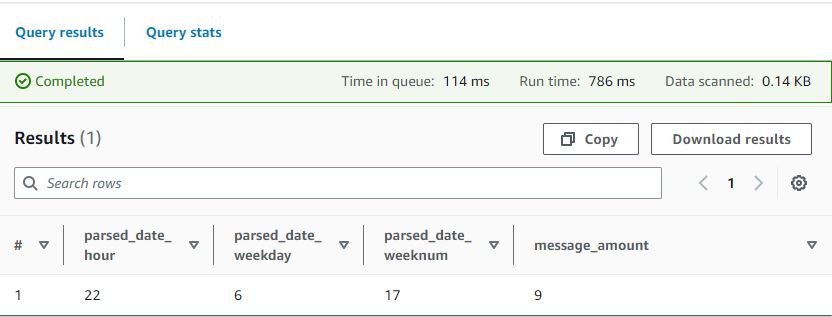 Query results Query stats
Completed Time in queue: 114 ms Run time: 786 ms Data scanned: 0.14 KB
Results (1) Copy Download results
Search rows 1
# parsed_date_hour parsed_date_weekday parsed_date_weeknum message_amount
1 22 6 17 9